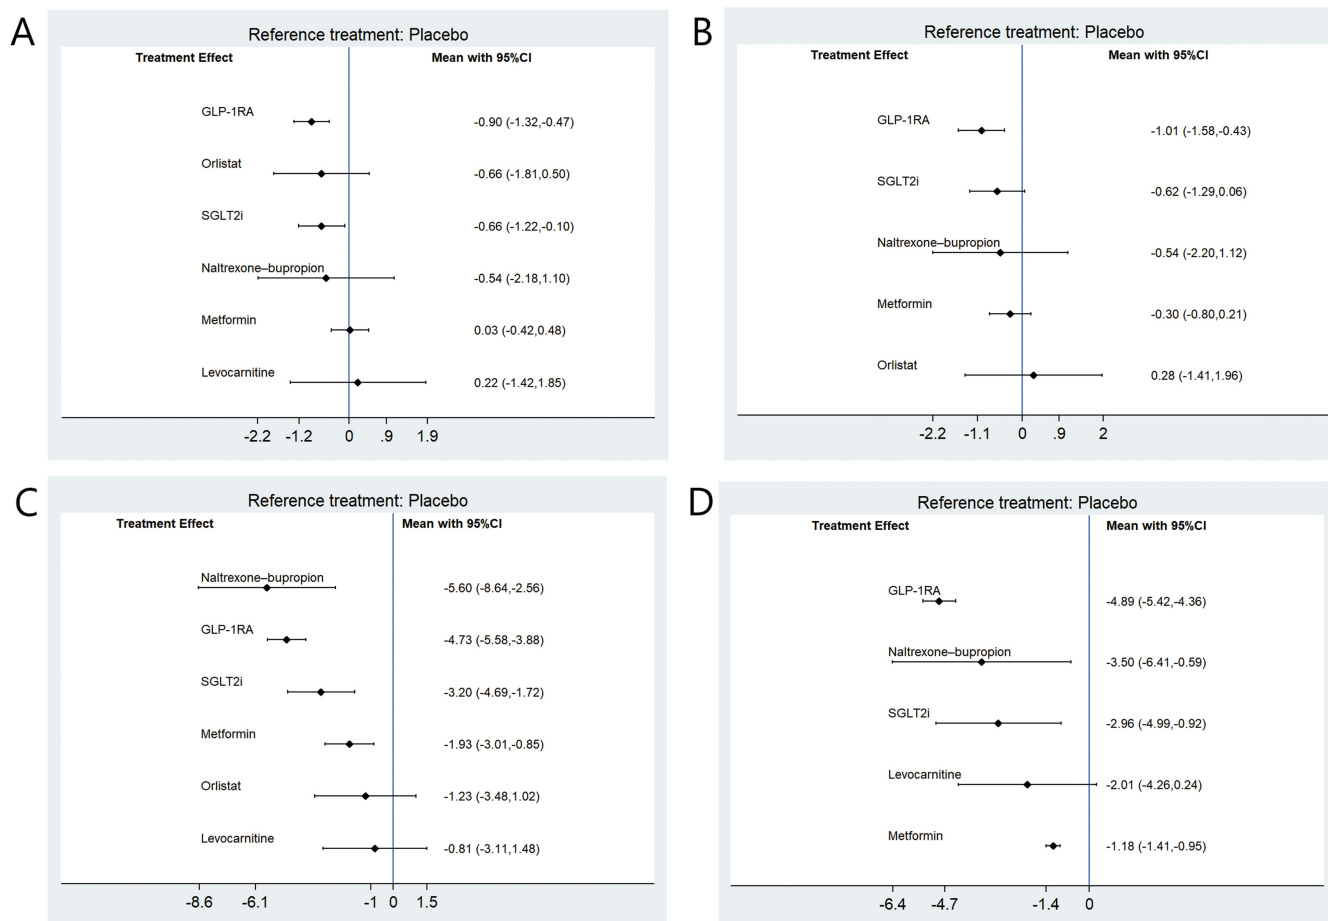 A
Reference treatment: Placebo
Treatment Effect Mean with 95%CI
GLP-1RA -0.90 (-1.32,-0.47)
Orlistat -0.66 (-1.81,0.50)
SGLT2i -0.66 (-1.22,-0.10)
Naltrexone–bupropion -0.54 (-2.18,1.10)
Metformin 0.03 (-0.42,0.48)
Levocarnitine 0.22 (-1.42,1.85)
-2.2 -1.2 0 .9 1.9
B
Reference treatment: Placebo
Treatment Effect Mean with 95%CI
GLP-1RA -1.01 (-1.58,-0.43)
SGLT2i -0.62 (-1.29,0.06)
Naltrexone–bupropion -0.54 (-2.20,1.12)
Metformin -0.30 (-0.80,0.21)
Orlistat 0.28 (-1.41,1.96)
-2.2 -1.1 0 .9 2
C
Reference treatment: Placebo
Treatment Effect Mean with 95%CI
Naltrexone–bupropion -5.60 (-8.64,-2.56)
GLP-1RA -4.73 (-5.58,-3.88)
SGLT2i -3.20 (-4.69,-1.72)
Metformin -1.93 (-3.01,-0.85)
Orlistat -1.23 (-3.48,1.02)
Levocarnitine -0.81 (-3.11,1.48)
-8.6 -6.1 -1 0 1.5
D
Reference treatment: Placebo
Treatment Effect Mean with 95%CI
GLP-1RA -4.89 (-5.42,-4.36)
Naltrexone–bupropion -3.50 (-6.41,-0.59)
SGLT2i -2.96 (-4.99,-0.92)
Levocarnitine -2.01 (-4.26,0.24)
Metformin -1.18 (-1.41,-0.95)
-6.4 -4.7 -1.4 0